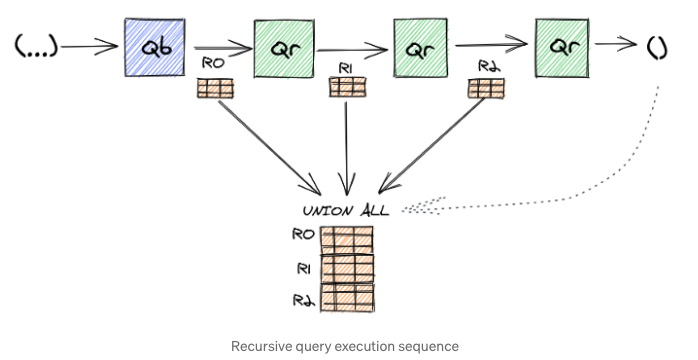 (...)
Qb
Qr
Qr
Qr
()
R0
R1
R2
UNION ALL
R0
R1
R2
Recursive query execution sequence